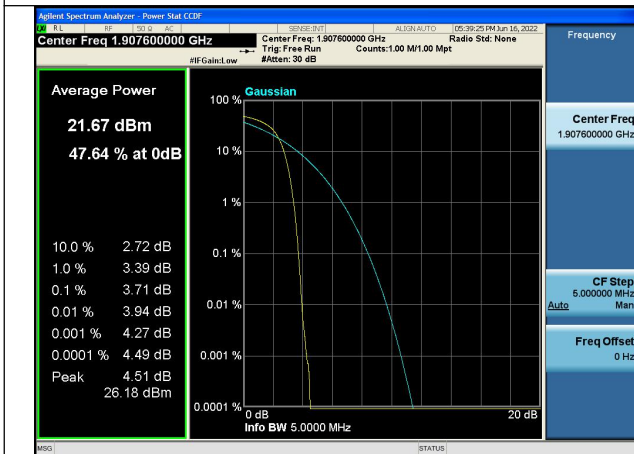 Agilent Spectrum Analyzer - Power Stat CCDF
RL RF 50 Ω AC SENSE:INT ALIGN AUTO 05:39:25 PM Jun 16, 2022
Center Freq 1.907600000 GHz
Center Freq: 1.907600000 GHz Radio Std: None
Trig: Free Run Counts:1.00 M/1.00 Mpt
#IFGain:Low #Atten: 30 dB
Average Power
21.67 dBm
47.64 % at 0dB
10.0 % 2.72 dB
1.0 % 3.39 dB
0.1 % 3.71 dB
0.01 % 3.94 dB
0.001 % 4.27 dB
0.0001 % 4.49 dB
Peak 4.51 dB
26.18 dBm
100 % Gaussian
10 %
1 %
0.1 %
0.01 %
0.001 %
0.0001 %
0 dB 20 dB
Info BW 5.0000 MHz
Frequency
Center Freq
1.907600000 GHz
CF Step
5.000000 MHz
Auto Man
Freq Offset
0 Hz
MSG STATUS